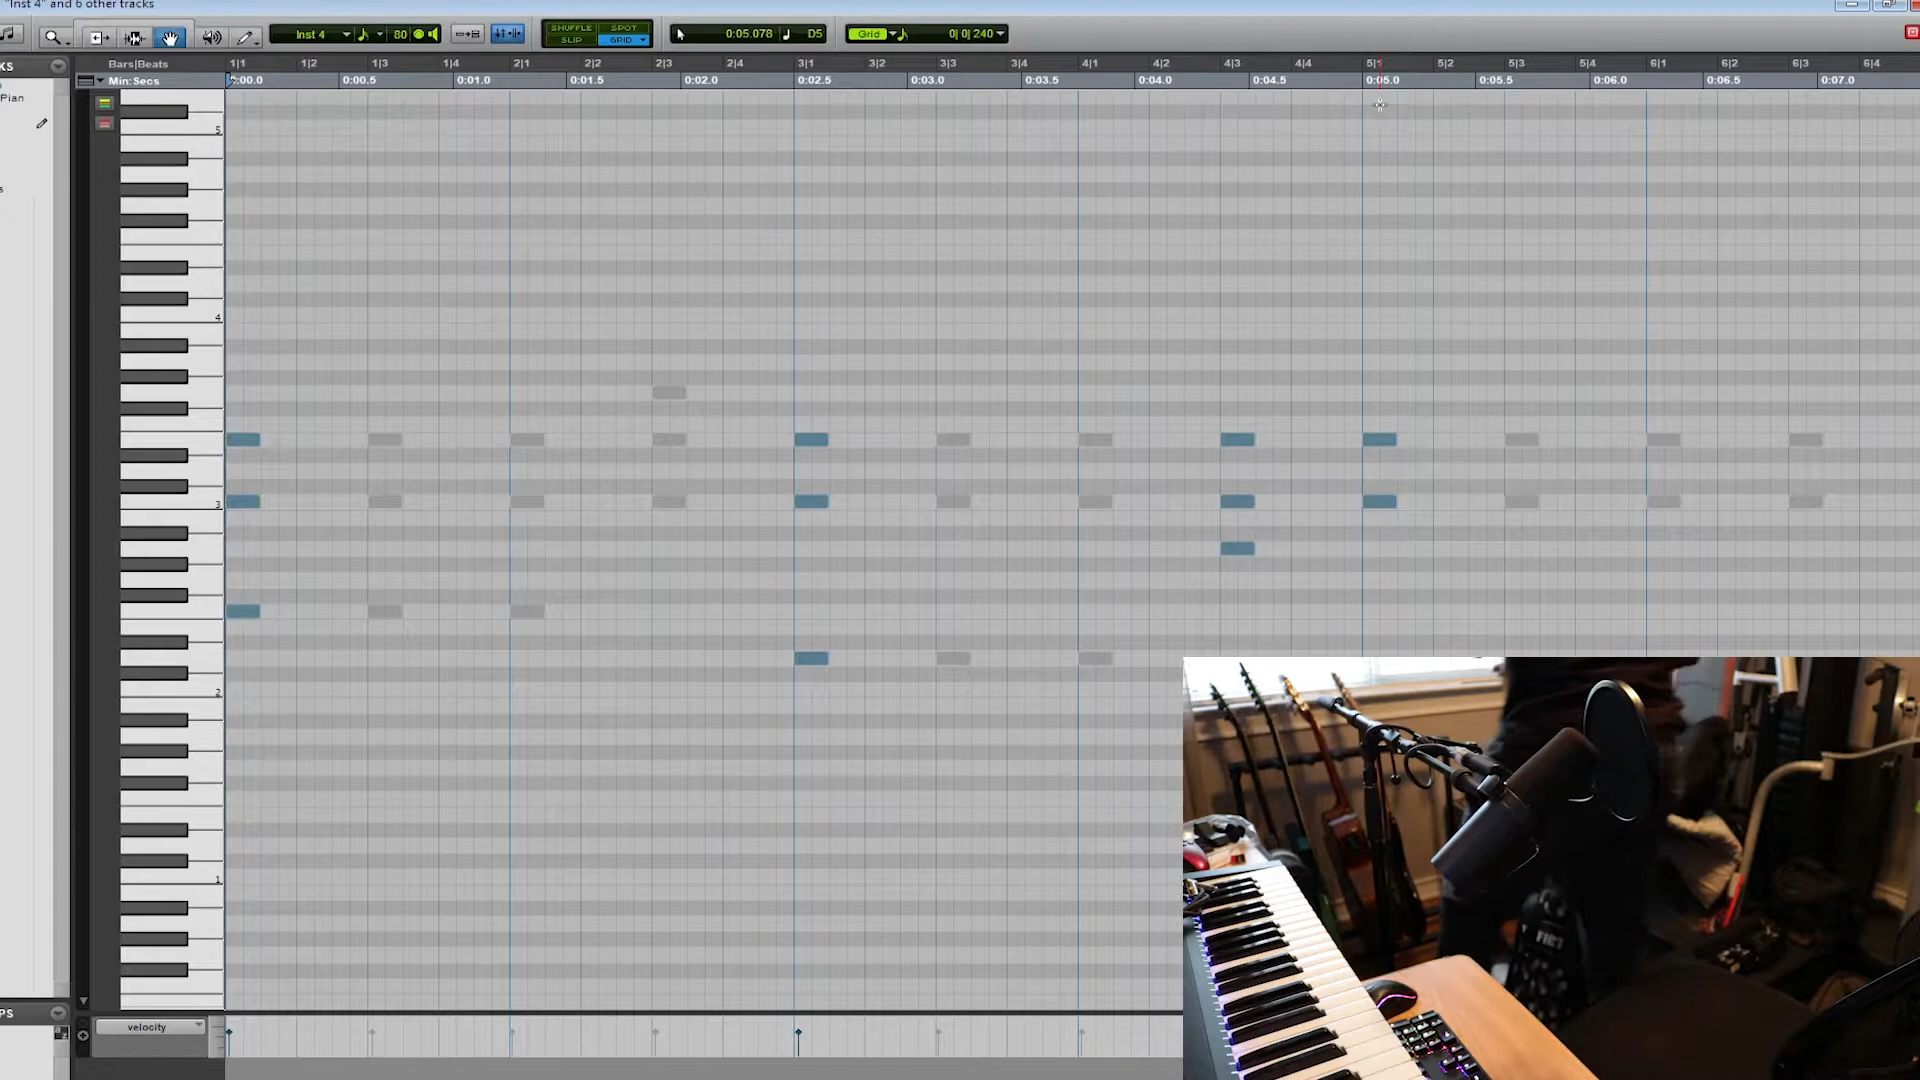 "Inst 4" and 6 other tracks
Inst 4
80
SHUFFLE SPOT
SLIP GRID
0:05.078
D5
Grid
0| 0| 240
KS
Bars|Beats
1|1 1|2 1|3 1|4 2|1 2|2 2|3 2|4 3|1 3|2 3|3 3|4 4|1 4|2 4|3 4|4 5|1 5|2 5|3 5|4 6|1 6|2 6|3 6|4
Min:Secs
0:00.0 0:00.5 0:01.0 0:01.5 0:02.0 0:02.5 0:03.0 0:03.5 0:04.0 0:04.5 0:05.0 0:05.5 0:06.0 0:06.5 0:07.0
Pian
s
5
4
3
2
1
PS
velocity